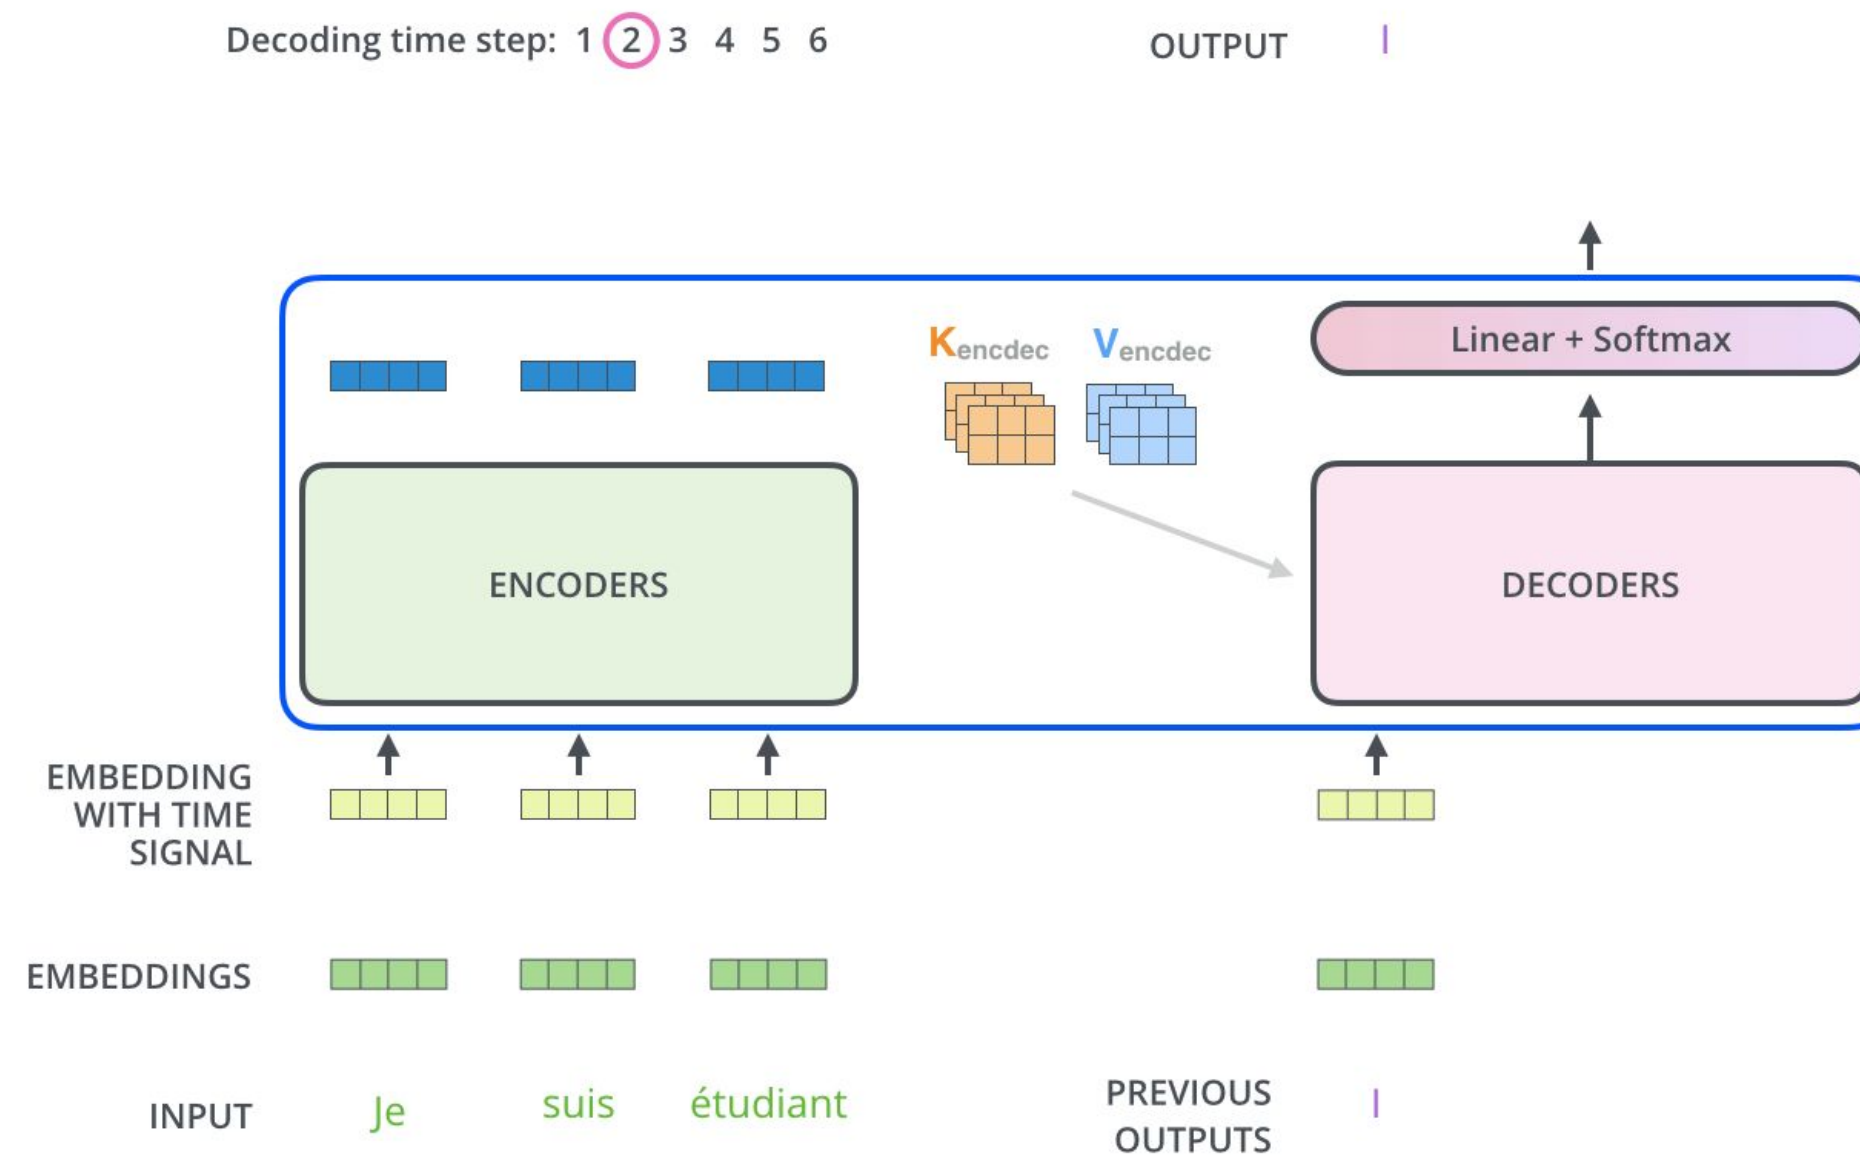 Decoding time step: 1 2 3 4 5 6
OUTPUT I
Kencdec Vencdec
Linear + Softmax
ENCODERS
DECODERS
EMBEDDING
WITH TIME
SIGNAL
EMBEDDINGS
INPUT Je suis étudiant
PREVIOUS
OUTPUTS
I